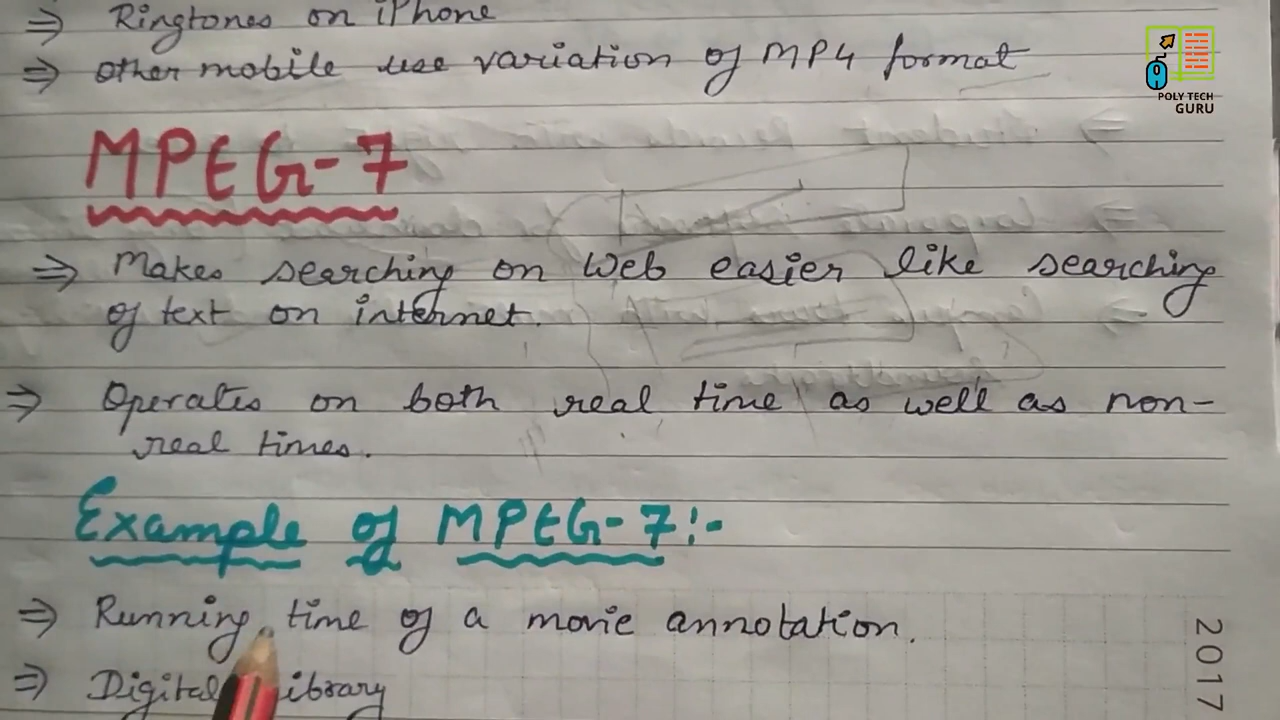 ⇒ Ringtones on iPhone
⇒ other mobile use variation of MP4 format
POLY TECH
GURU
MPEG-7
⇒ Makes searching on Web easier like searching
of text on internet.
⇒ Operates on both real time as well as non-
real times.
Example of MPEG-7:-
⇒ Running time of a movie annotation.
⇒ Digital library
2017